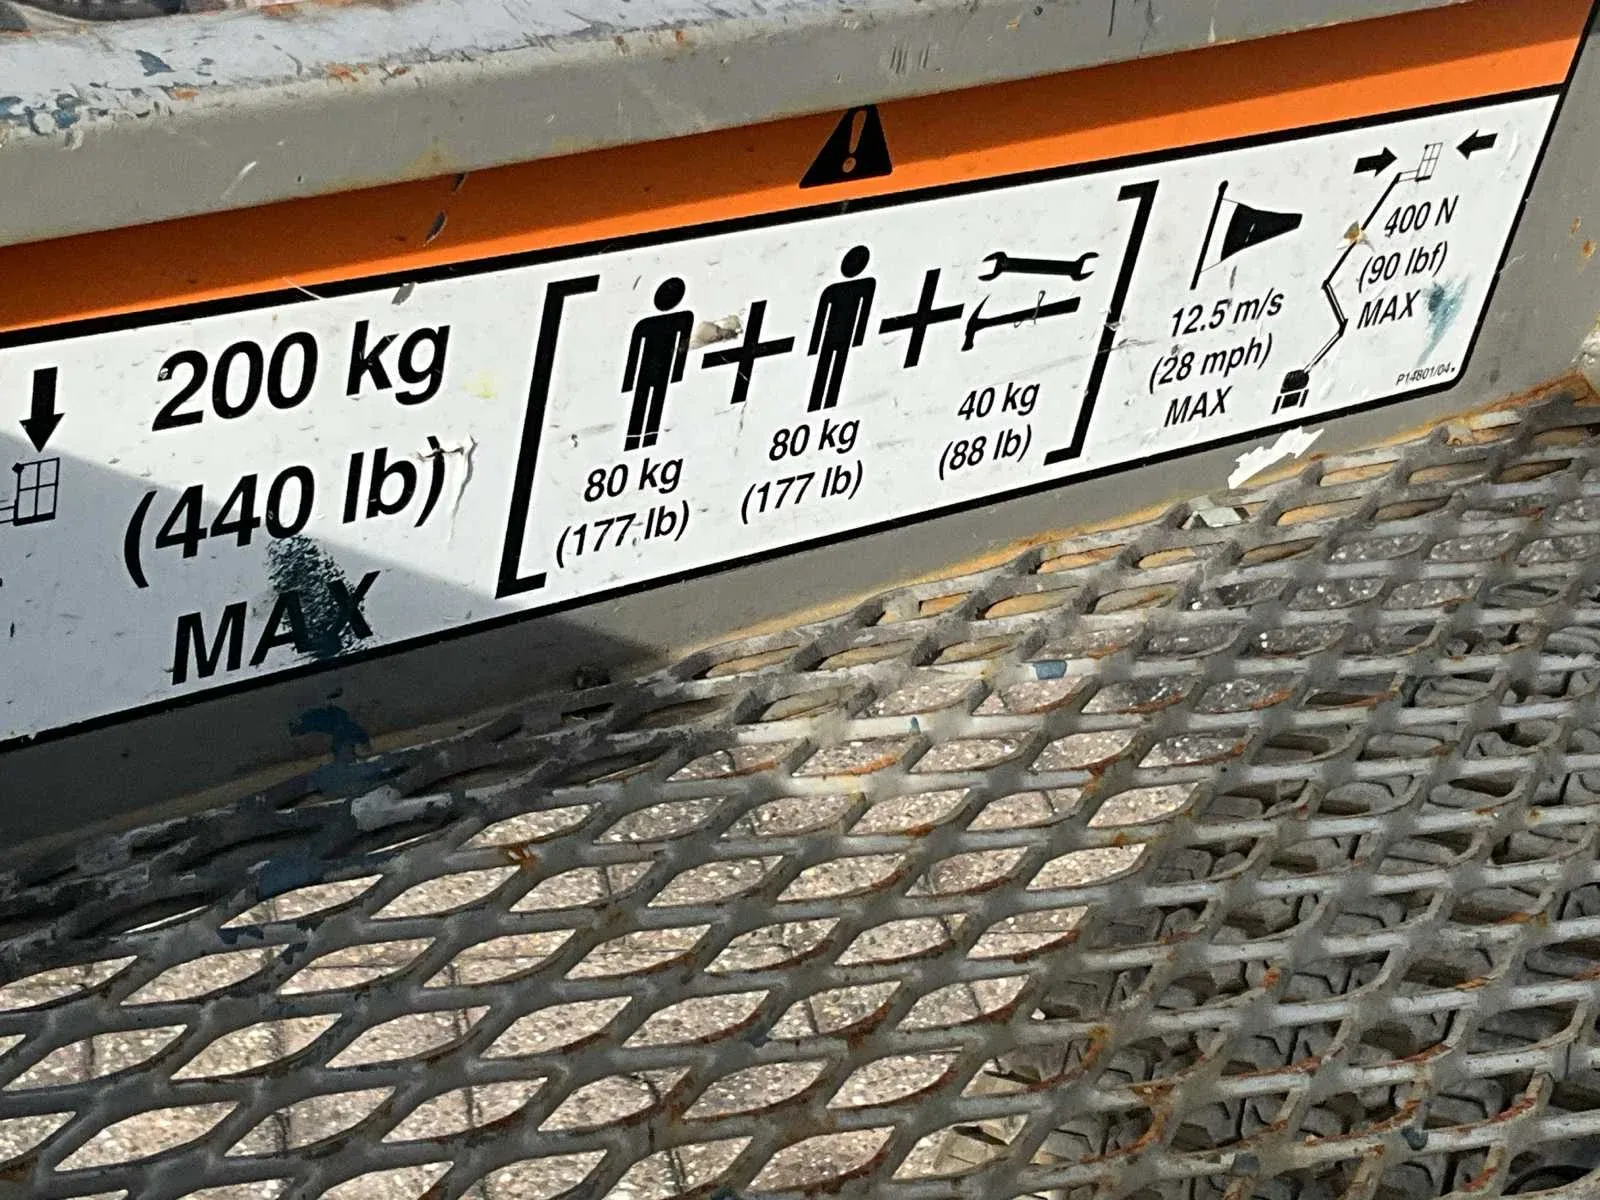 200 kg
(440 lb)
MAX
80 kg
(177 lb)
80 kg
(177 lb)
40 kg
(88 lb)
12.5 m/s
(28 mph)
MAX
400 N
(90 lbf)
MAX
P14801/04